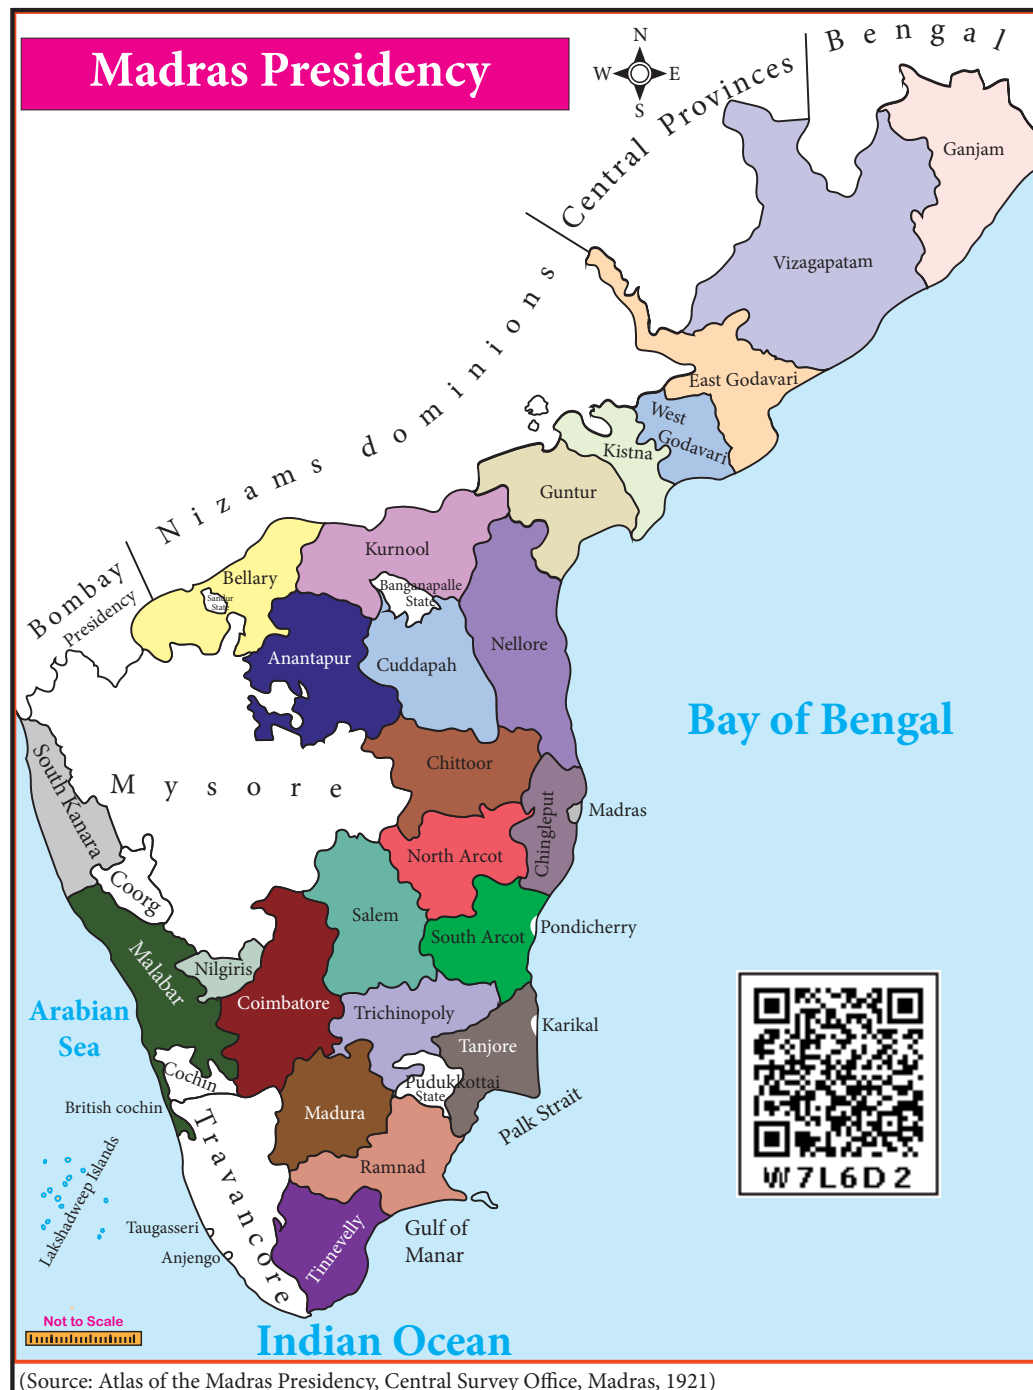 Madras Presidency
N
W E
S
Bengal
Central Provinces
Nizams dominions
Bombay
Presidency
Ganjam
Vizagapatam
East Godavari
West
Godavari
Kistna
Guntur
Kurnool
Bellary
Sandur
State
Banganapalle
State
Anantapur
Cuddapah
Nellore
Bay of Bengal
Chittoor
Mysore
South Kanara
Chingleput
Madras
North Arcot
Coorg
Salem
South Arcot
Pondicherry
Malabar
Nilgiris
Coimbatore
Trichinopoly
Arabian
Sea
Karikal
Tanjore
Cochin
Pudukkottai
State
British cochin
Madura
Palk Strait
Travancore
Ramnad
Lakshadweep Islands
W7L6D2
Taugasseri
Anjengo
Tinnevelly
Gulf of
Manar
Not to Scale
Indian Ocean
(Source: Atlas of the Madras Presidency, Central Survey Office, Madras, 1921)